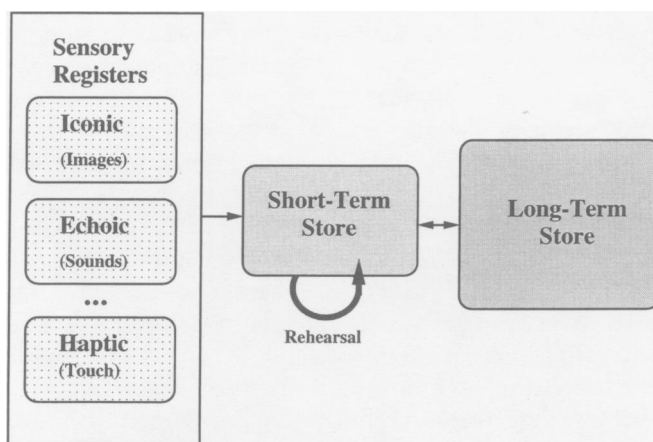 Sensory
Registers
Iconic
(Images)
Echoic
(Sounds)
...
Haptic
(Touch)
Short-Term
Store
Rehearsal
Long-Term
Store